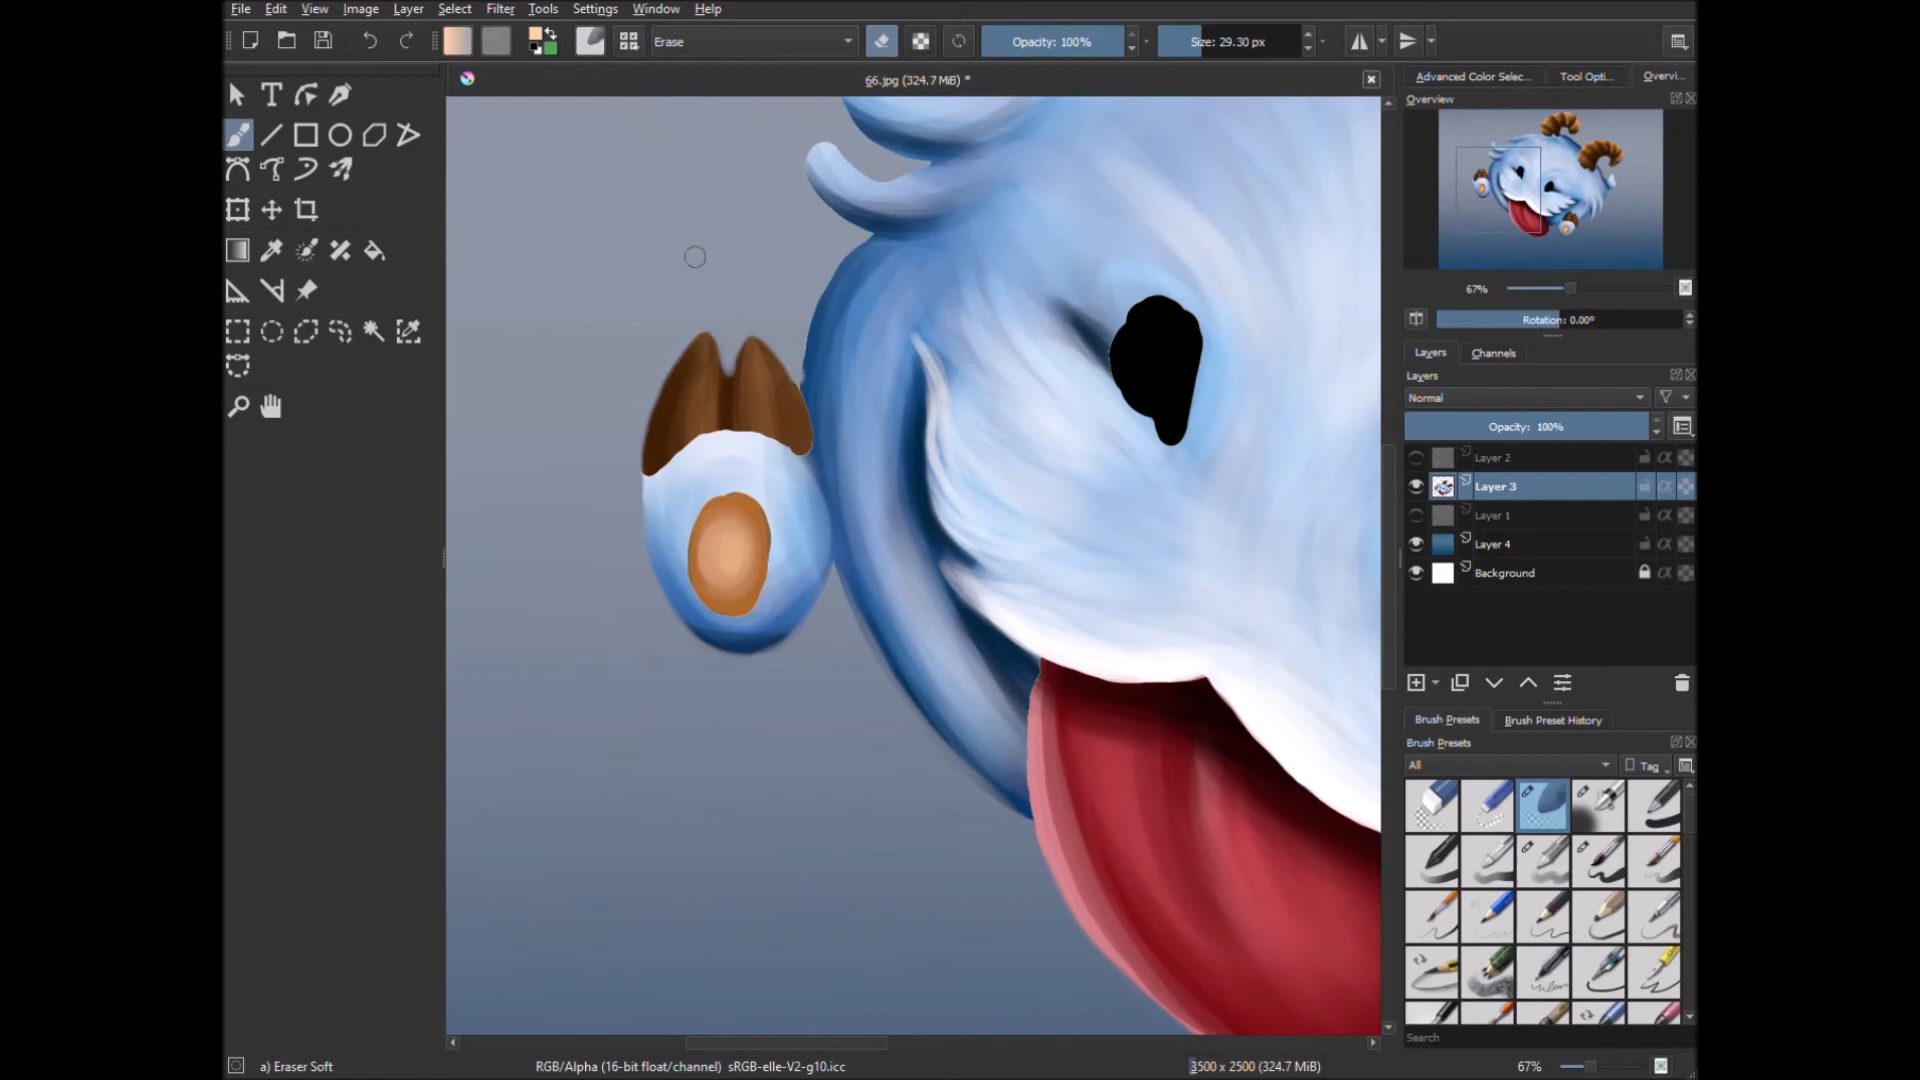 File Edit View Image Layer Select Filter Tools Settings Window Help
Erase
Opacity: 100%
Size: 29.30 px
66.jpg (324.7 MiB) *
Advanced Color Selec... Tool Opti... Overvi...
Overview
67%
Rotation: 0.00°
Layers Channels
Layers
Normal
Opacity: 100%
Layer 2
Layer 3
Layer 1
Layer 4
Background
Brush Presets Brush Preset History
Brush Presets
All
Tag
Search
a) Eraser Soft
RGB/Alpha (16-bit float/channel) sRGB-elle-V2-g10.icc
3500 x 2500 (324.7 MiB)
67%